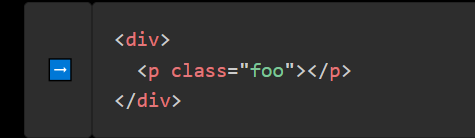 →
<div>
  <p class="foo"></p>
</div>